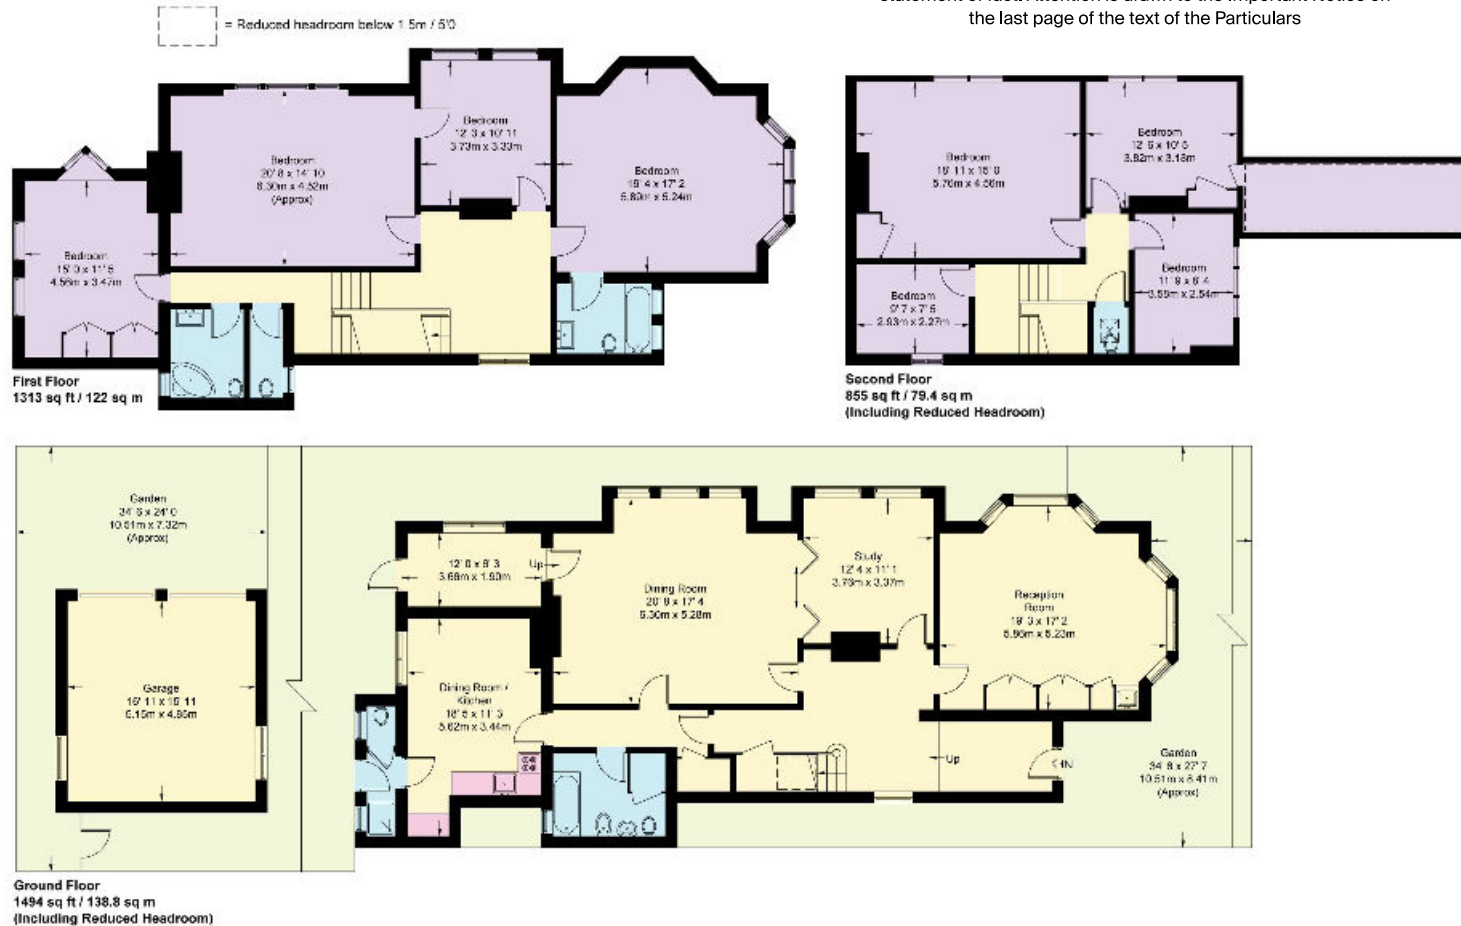 the last page of the text of the Particulars
= Reduced headroom below 1 5m / 5'0
Bedroom
12' 3 x 10' 11
3.73m x 3.33m
Bedroom
20' 8 x 14' 10
6.30m x 4.52m
(Approx)
Bedroom
19' 4 x 17' 2
5.89m x 5.24m
Bedroom
15' 0 x 11' 5
4.56m x 3.47m
First Floor
1313 sq ft / 122 sq m
Bedroom
12' 6 x 10' 5
3.82m x 3.18m
Bedroom
18' 11 x 15' 0
5.76m x 4.56m
Bedroom
11' 9 x 8' 4
3.59m x 2.54m
Bedroom
9' 7 x 7' 5
2.93m x 2.27m
Second Floor
855 sq ft / 79.4 sq m
(Including Reduced Headroom)
Garden
34' 6 x 24' 0
10.51m x 7.32m
(Approx)
12' 0 x 6' 3
3.66m x 1.90m
Up
Study
12' 4 x 11' 1
3.76m x 3.37m
Dining Room
20' 8 x 17' 4
6.30m x 5.28m
Reception
Room
19' 3 x 17' 2
5.86m x 5.23m
Garage
16' 11 x 15' 11
5.15m x 4.85m
Dining Room /
Kitchen
18' 5 x 11' 3
5.62m x 3.44m
Up
IN
Garden
34' 6 x 27' 7
10.51m x 8.41m
(Approx)
Ground Floor
1494 sq ft / 138.8 sq m
(Including Reduced Headroom)